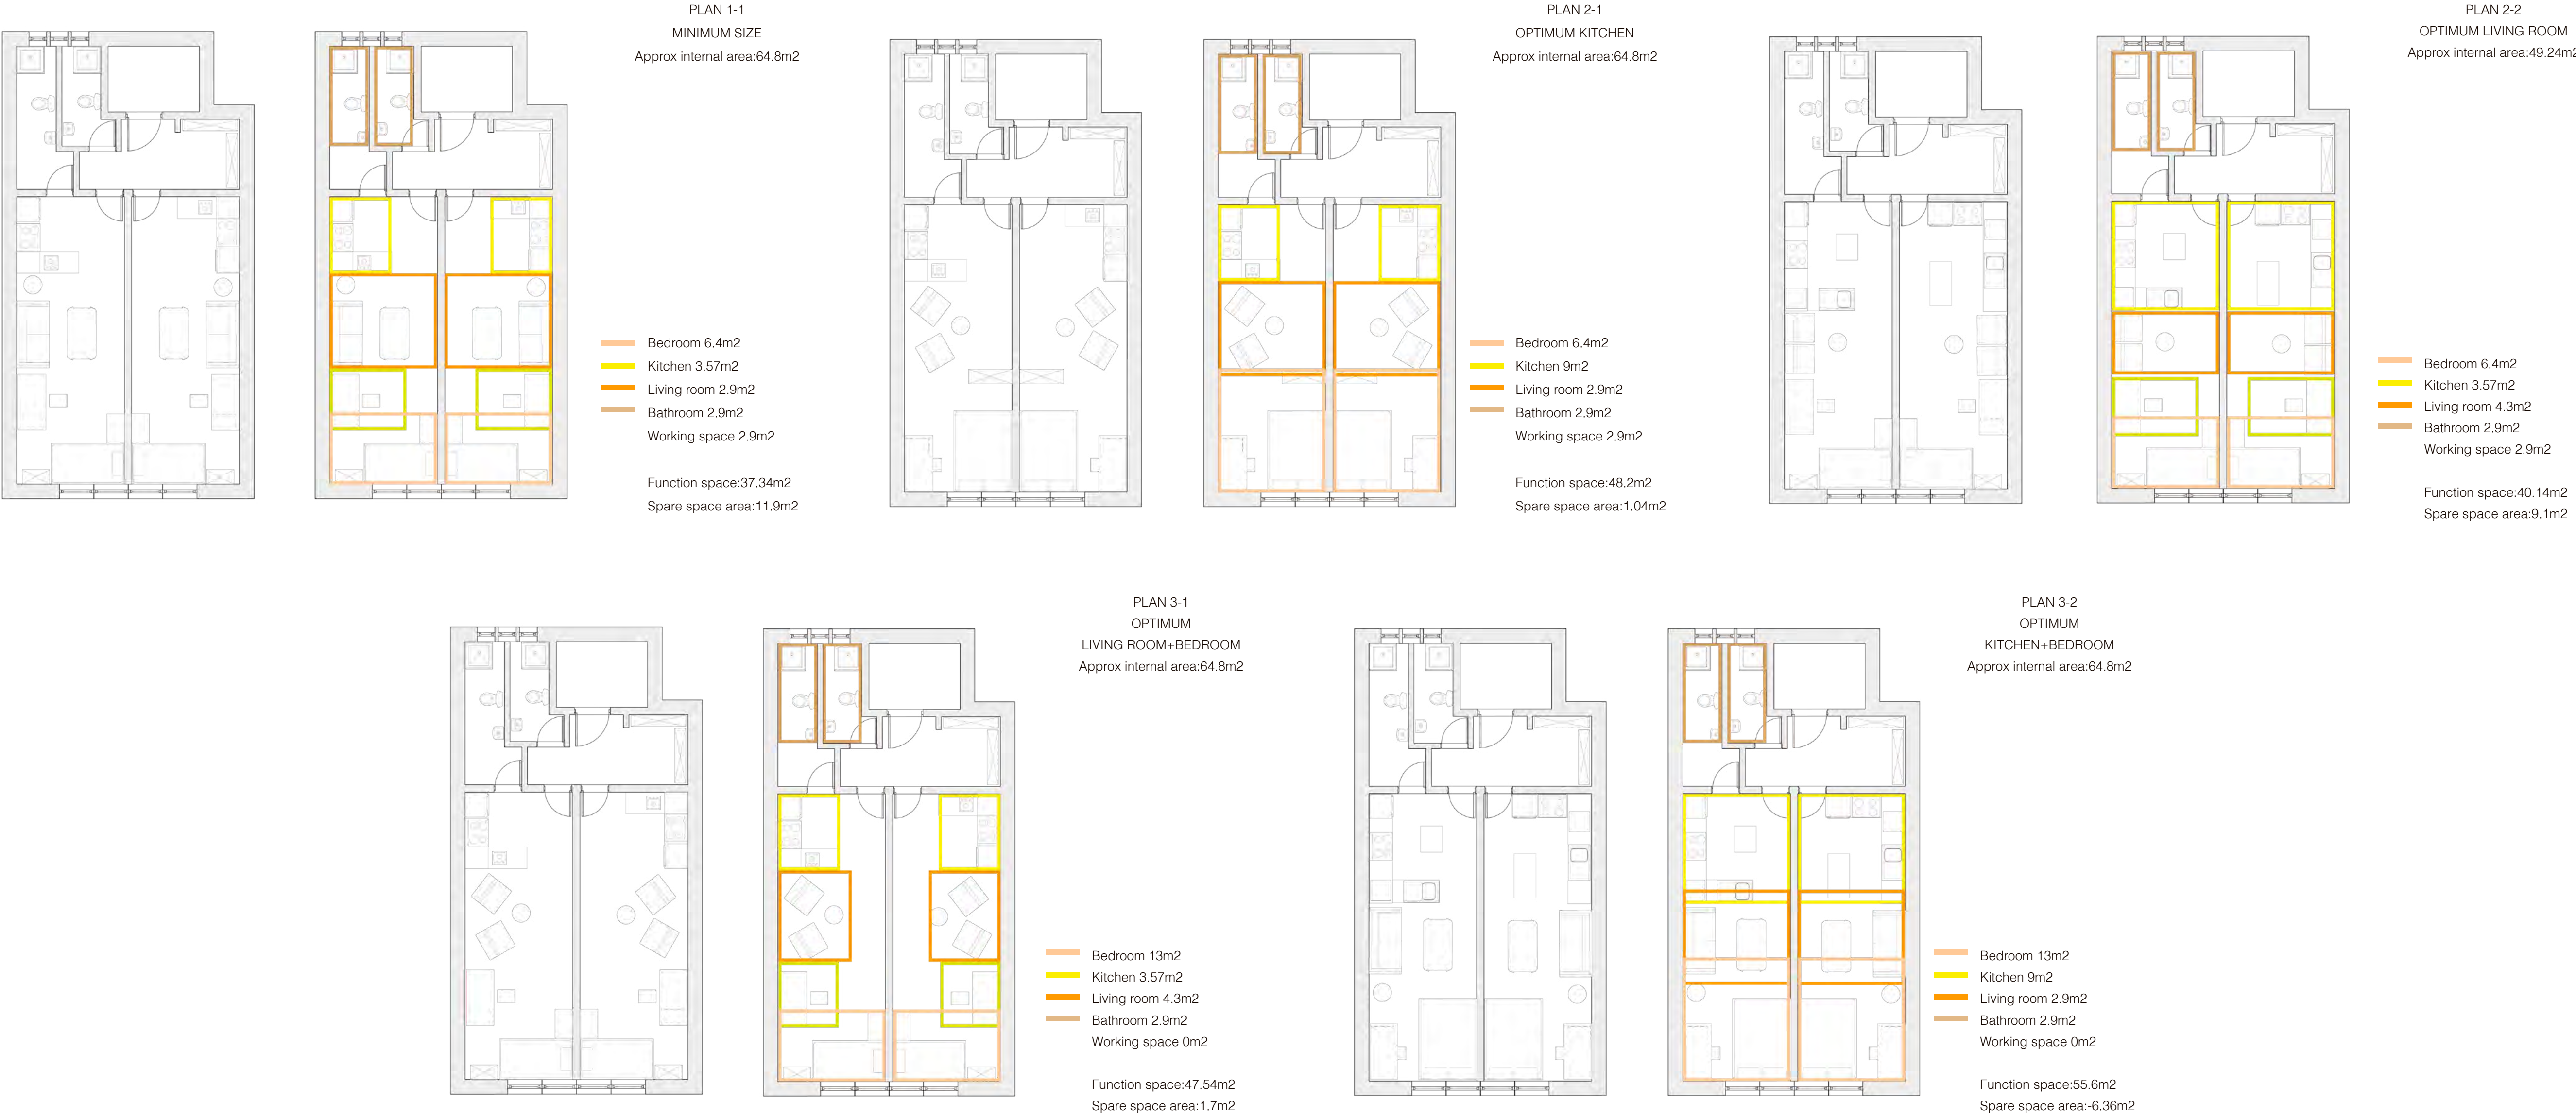 PLAN 1-1
MINIMUM SIZE
Approx internal area:64.8m2
Bedroom 6.4m2
Kitchen 3.57m2
Living room 2.9m2
Bathroom 2.9m2
Working space 2.9m2
Function space:37.34m2
Spare space area:11.9m2
PLAN 2-1
OPTIMUM KITCHEN
Approx internal area:64.8m2
Bedroom 6.4m2
Kitchen 9m2
Living room 2.9m2
Bathroom 2.9m2
Working space 2.9m2
Function space:48.2m2
Spare space area:1.04m2
PLAN 2-2
OPTIMUM LIVING ROOM
Approx internal area:49.24m2
Bedroom 6.4m2
Kitchen 3.57m2
Living room 4.3m2
Bathroom 2.9m2
Working space 2.9m2
Function space:40.14m2
Spare space area:9.1m2
PLAN 3-1
OPTIMUM
LIVING ROOM+BEDROOM
Approx internal area:64.8m2
Bedroom 13m2
Kitchen 3.57m2
Living room 4.3m2
Bathroom 2.9m2
Working space 0m2
Function space:47.54m2
Spare space area:1.7m2
PLAN 3-2
OPTIMUM
KITCHEN+BEDROOM
Approx internal area:64.8m2
Bedroom 13m2
Kitchen 9m2
Living room 2.9m2
Bathroom 2.9m2
Working space 0m2
Function space:55.6m2
Spare space area:-6.36m2